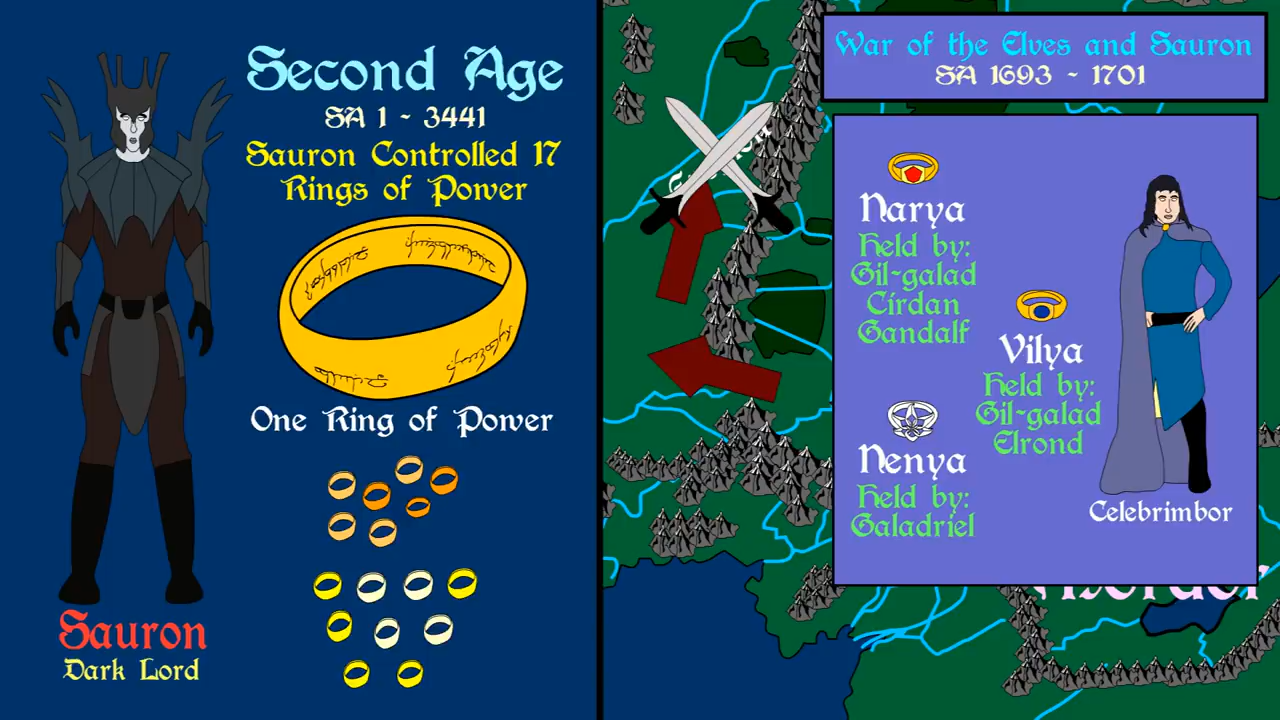 Second Age
SA 1 - 3441
Sauron Controlled 17
Rings of Power
One Ring of Power
Sauron
Dark Lord
War of the Elves and Sauron
SA 1693 - 1701
Narya
Held by:
Gil-galad
Círdan
Gandalf
Vilya
Held by:
Gil-galad
Elrond
Nenya
Held by:
Galadriel
Celebrimbor
Mordor